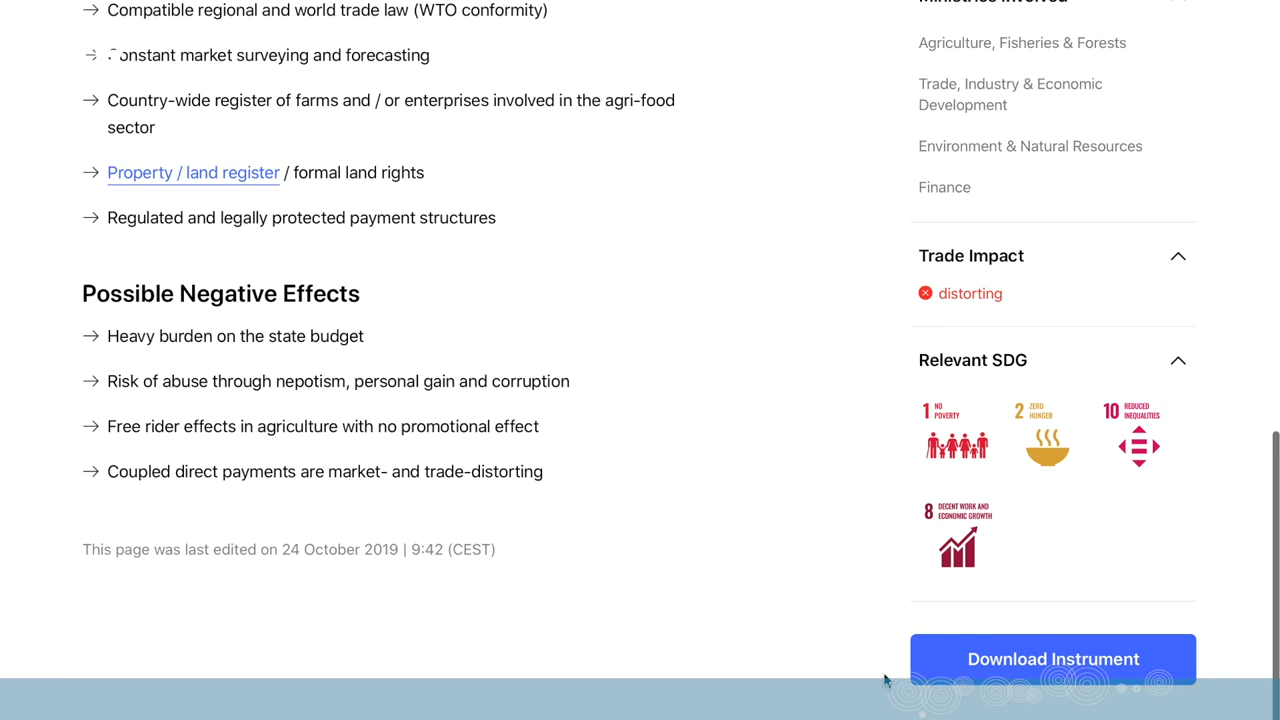 Compatible regional and world trade law (WTO conformity)
Constant market surveying and forecasting
Country-wide register of farms and / or enterprises involved in the agri-food
sector
Property / land register / formal land rights
Regulated and legally protected payment structures
Possible Negative Effects
Heavy burden on the state budget
Risk of abuse through nepotism, personal gain and corruption
Free rider effects in agriculture with no promotional effect
Coupled direct payments are market- and trade-distorting
This page was last edited on 24 October 2019 | 9:42 (CEST)
Ministries Involved
Agriculture, Fisheries & Forests
Trade, Industry & Economic
Development
Environment & Natural Resources
Finance
Trade Impact
distorting
Relevant SDG
1 NO
POVERTY
2 ZERO
HUNGER
10 REDUCED
INEQUALITIES
8 DECENT WORK AND
ECONOMIC GROWTH
Download Instrument